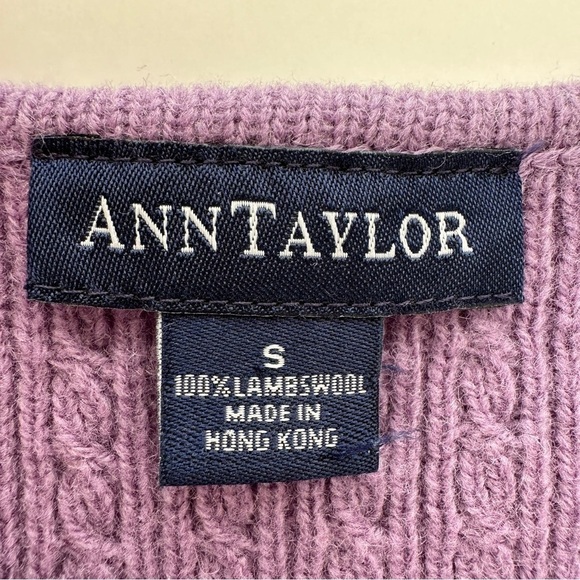 ANNTAYLOR
S
100% LAMBSWOOL
MADE IN
HONG KONG